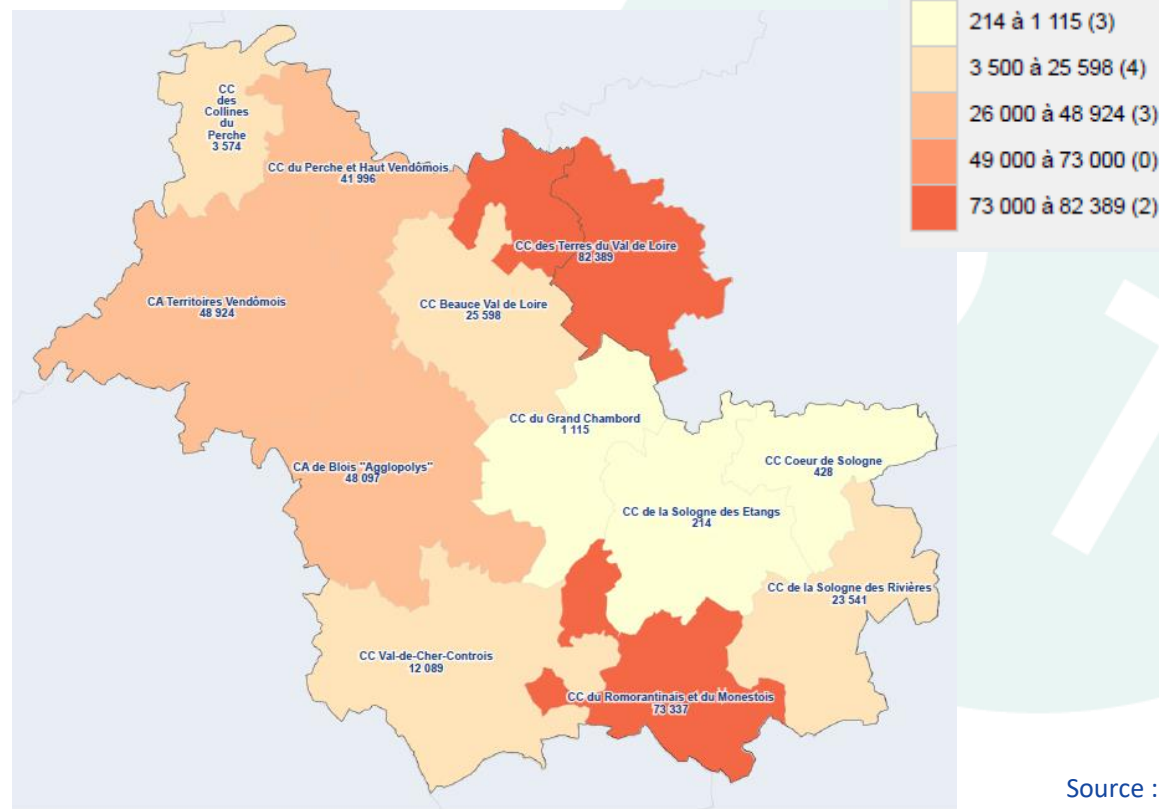 214 à 1 115 (3)
3 500 à 25 598 (4)
26 000 à 48 924 (3)
49 000 à 73 000 (0)
73 000 à 82 389 (2)
CC
des
Collines
du
Perche
3 574
CC du Perche et Haut Vendômois
41 996
CC des Terres du Val de Loire
82 389
CA Territoires Vendômois
48 924
CC Beauce Val de Loire
25 598
CC du Grand Chambord
1 115
CC Coeur de Sologne
428
CA de Blois "Agglopolys"
48 097
CC de la Sologne des Etangs
214
CC de la Sologne des Rivières
23 541
CC Val-de-Cher-Controis
12 089
CC du Romorantinais et du Monestois
73 337
Source :